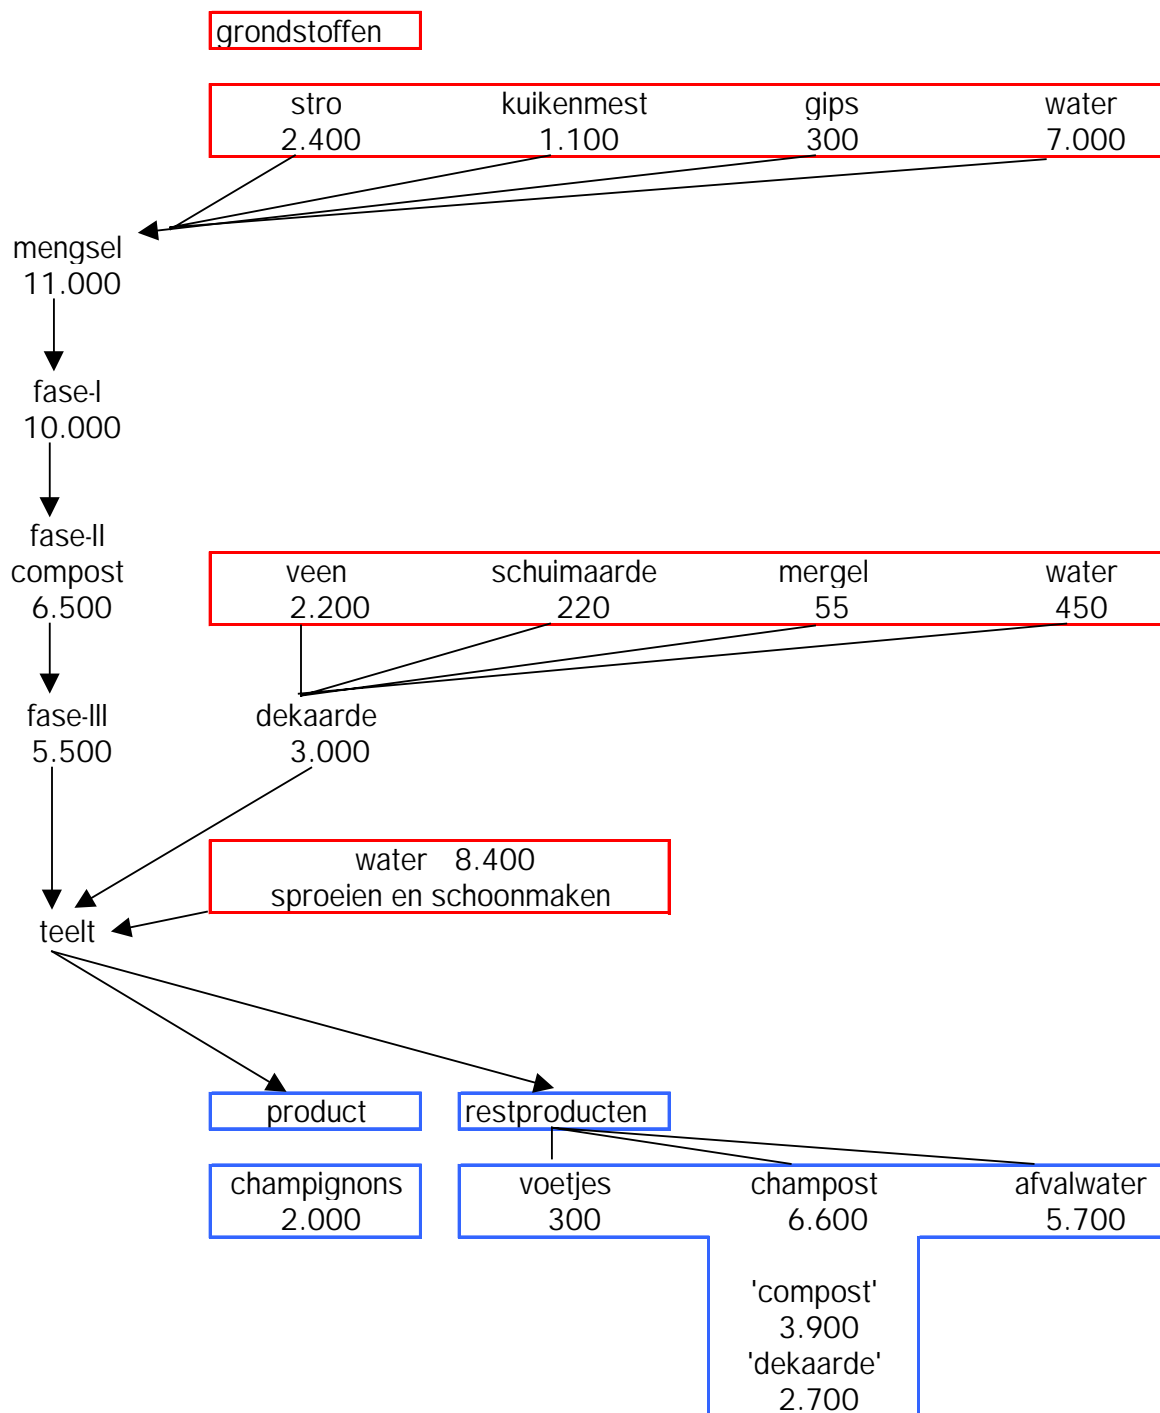 grondstoffen
stro kuikenmest gips water
2.400 1.100 300 7.000
mengsel
11.000
fase-I
10.000
fase-II
compost veen schuimaarde mergel water
6.500 2.200 220 55 450
fase-III dekaarde
5.500 3.000
water 8.400
sproeien en schoonmaken
teelt
product restproducten
champignons voetjes champost afvalwater
2.000 300 6.600 5.700
'compost'
3.900
'dekaarde'
2.700